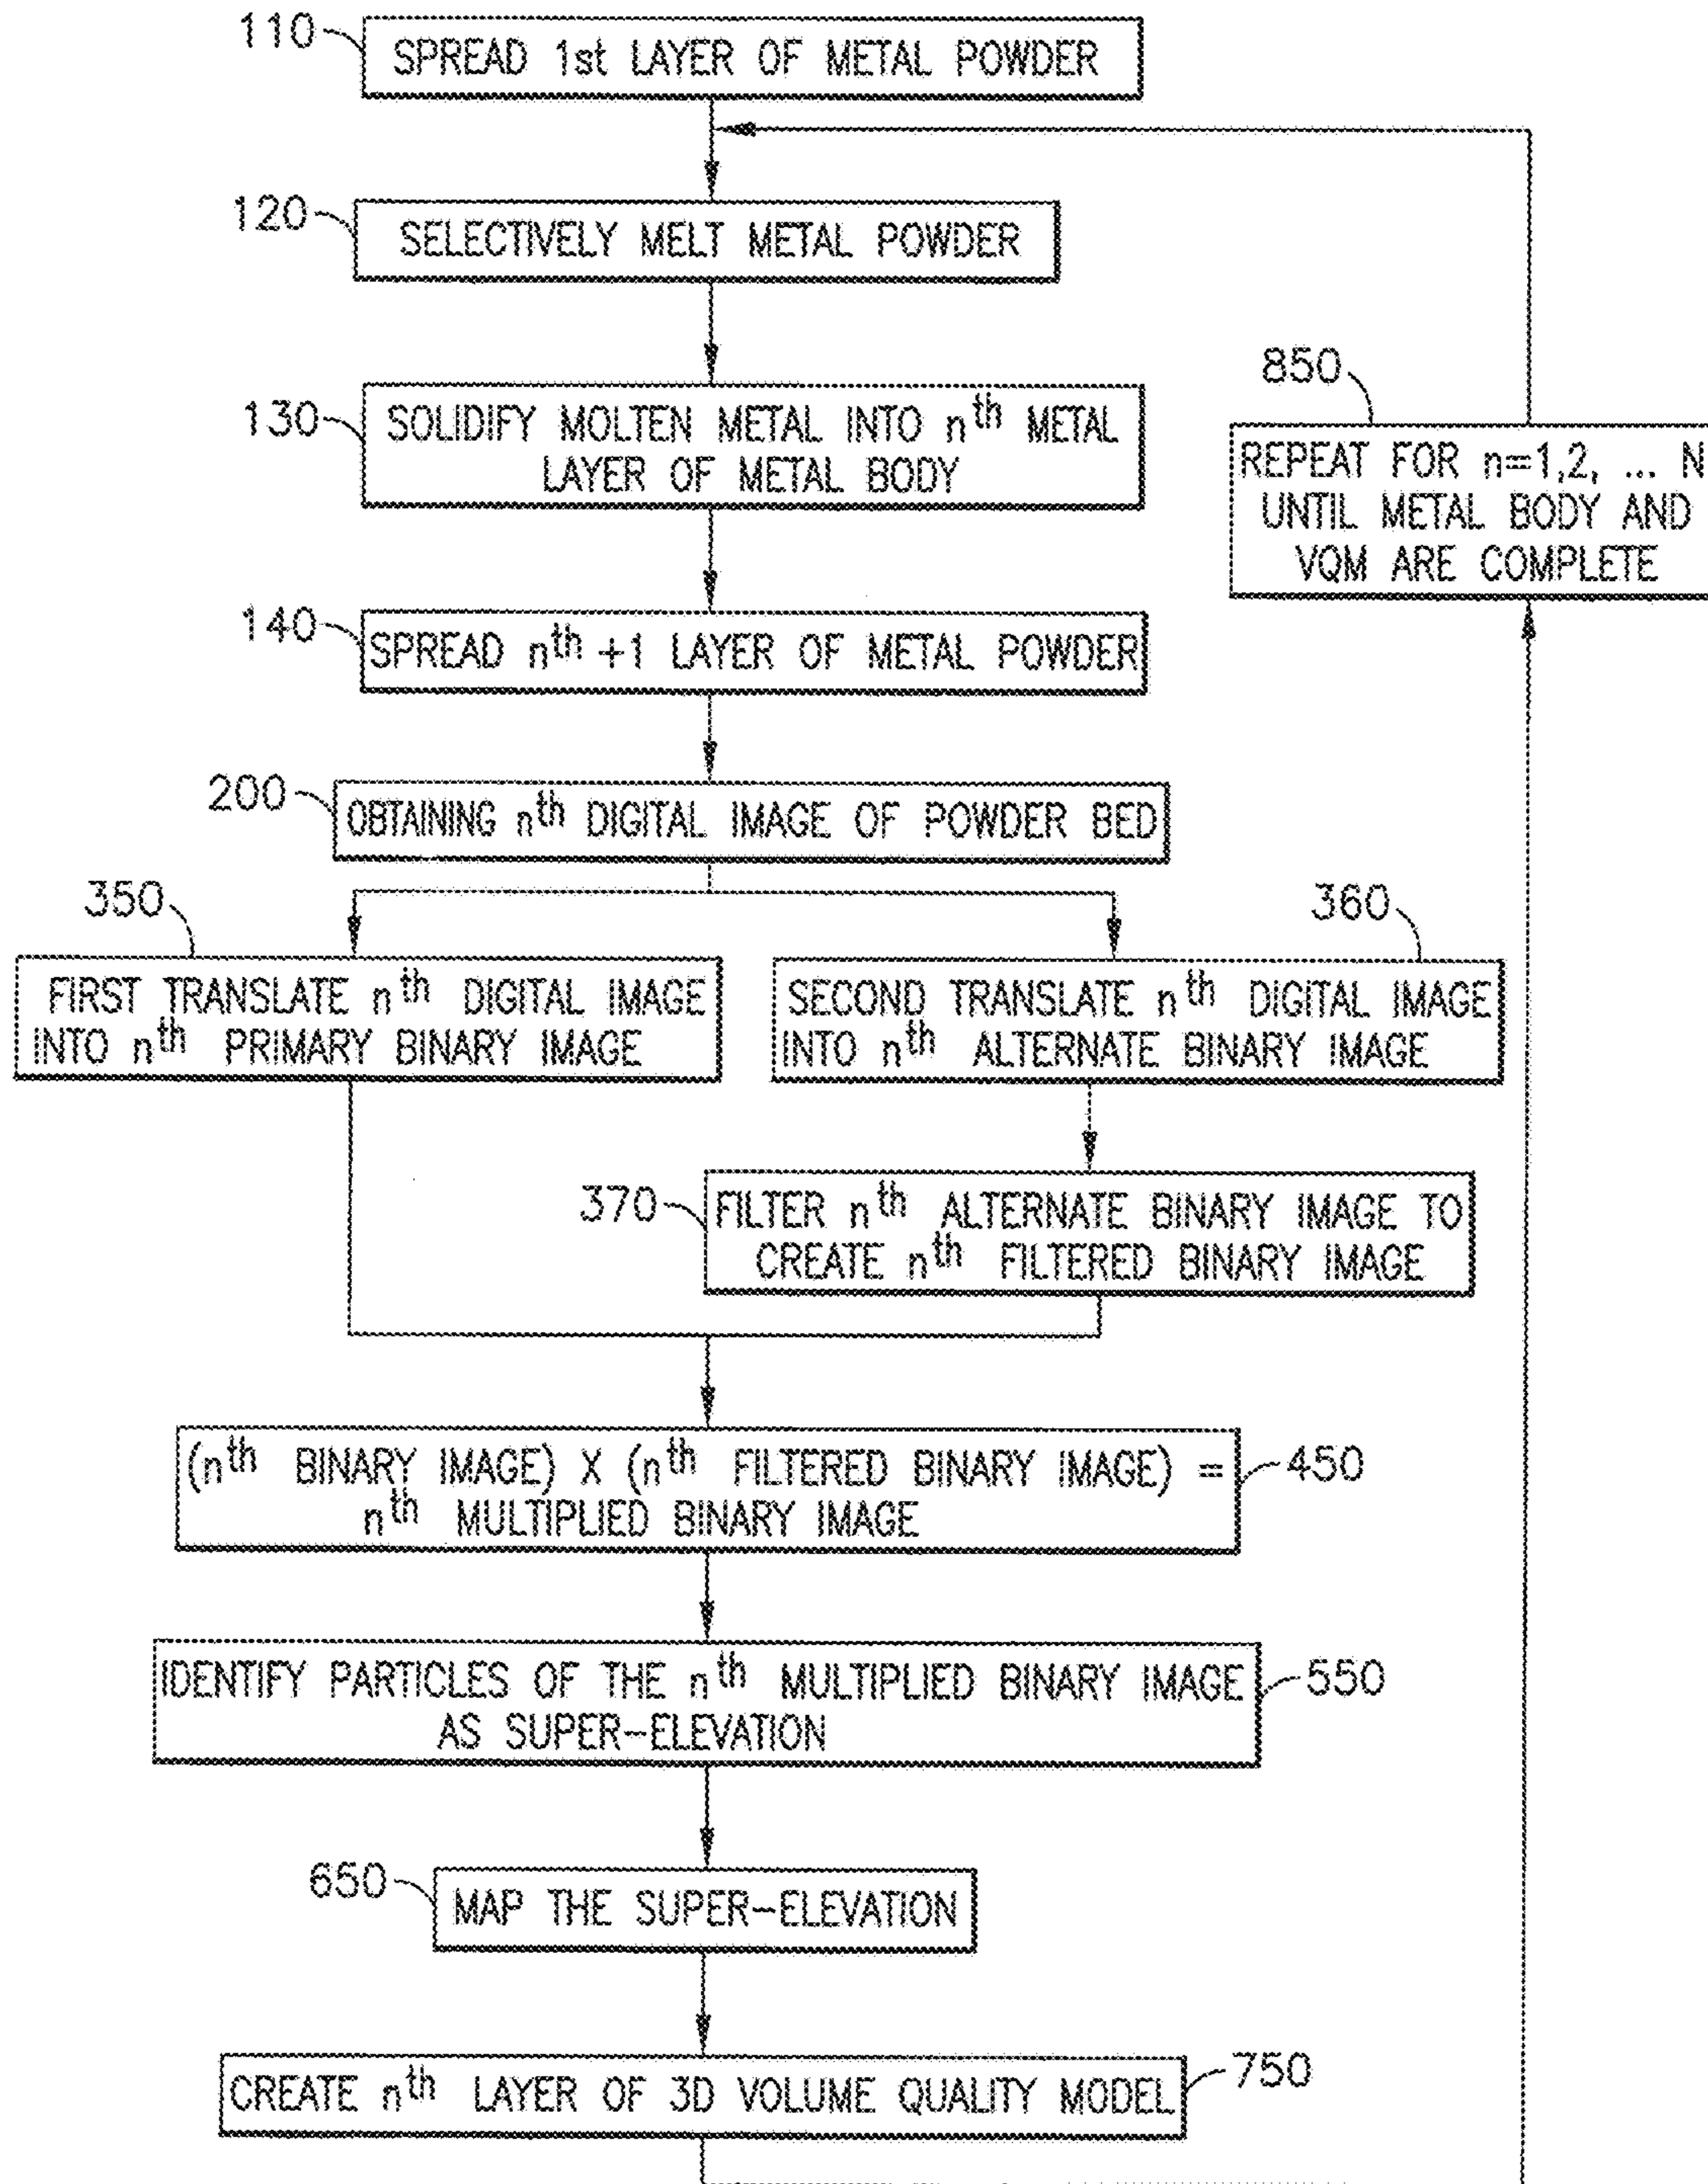 110
SPREAD 1st LAYER OF METAL POWDER
120
SELECTIVELY MELT METAL POWDER
130
SOLIDIFY MOLTEN METAL INTO nth METAL
LAYER OF METAL BODY
850
REPEAT FOR n=1,2, ... N
UNTIL METAL BODY AND
VQM ARE COMPLETE
140
SPREAD nth +1 LAYER OF METAL POWDER
200
OBTAINING nth DIGITAL IMAGE OF POWDER BED
350
FIRST TRANSLATE nth DIGITAL IMAGE
INTO nth PRIMARY BINARY IMAGE
360
SECOND TRANSLATE nth DIGITAL IMAGE
INTO nth ALTERNATE BINARY IMAGE
370
FILTER nth ALTERNATE BINARY IMAGE TO
CREATE nth FILTERED BINARY IMAGE
(nth BINARY IMAGE) X (nth FILTERED BINARY IMAGE) =
nth MULTIPLIED BINARY IMAGE
450
IDENTIFY PARTICLES OF THE nth MULTIPLIED BINARY IMAGE
AS SUPER-ELEVATION
550
650
MAP THE SUPER-ELEVATION
CREATE nth LAYER OF 3D VOLUME QUALITY MODEL
750